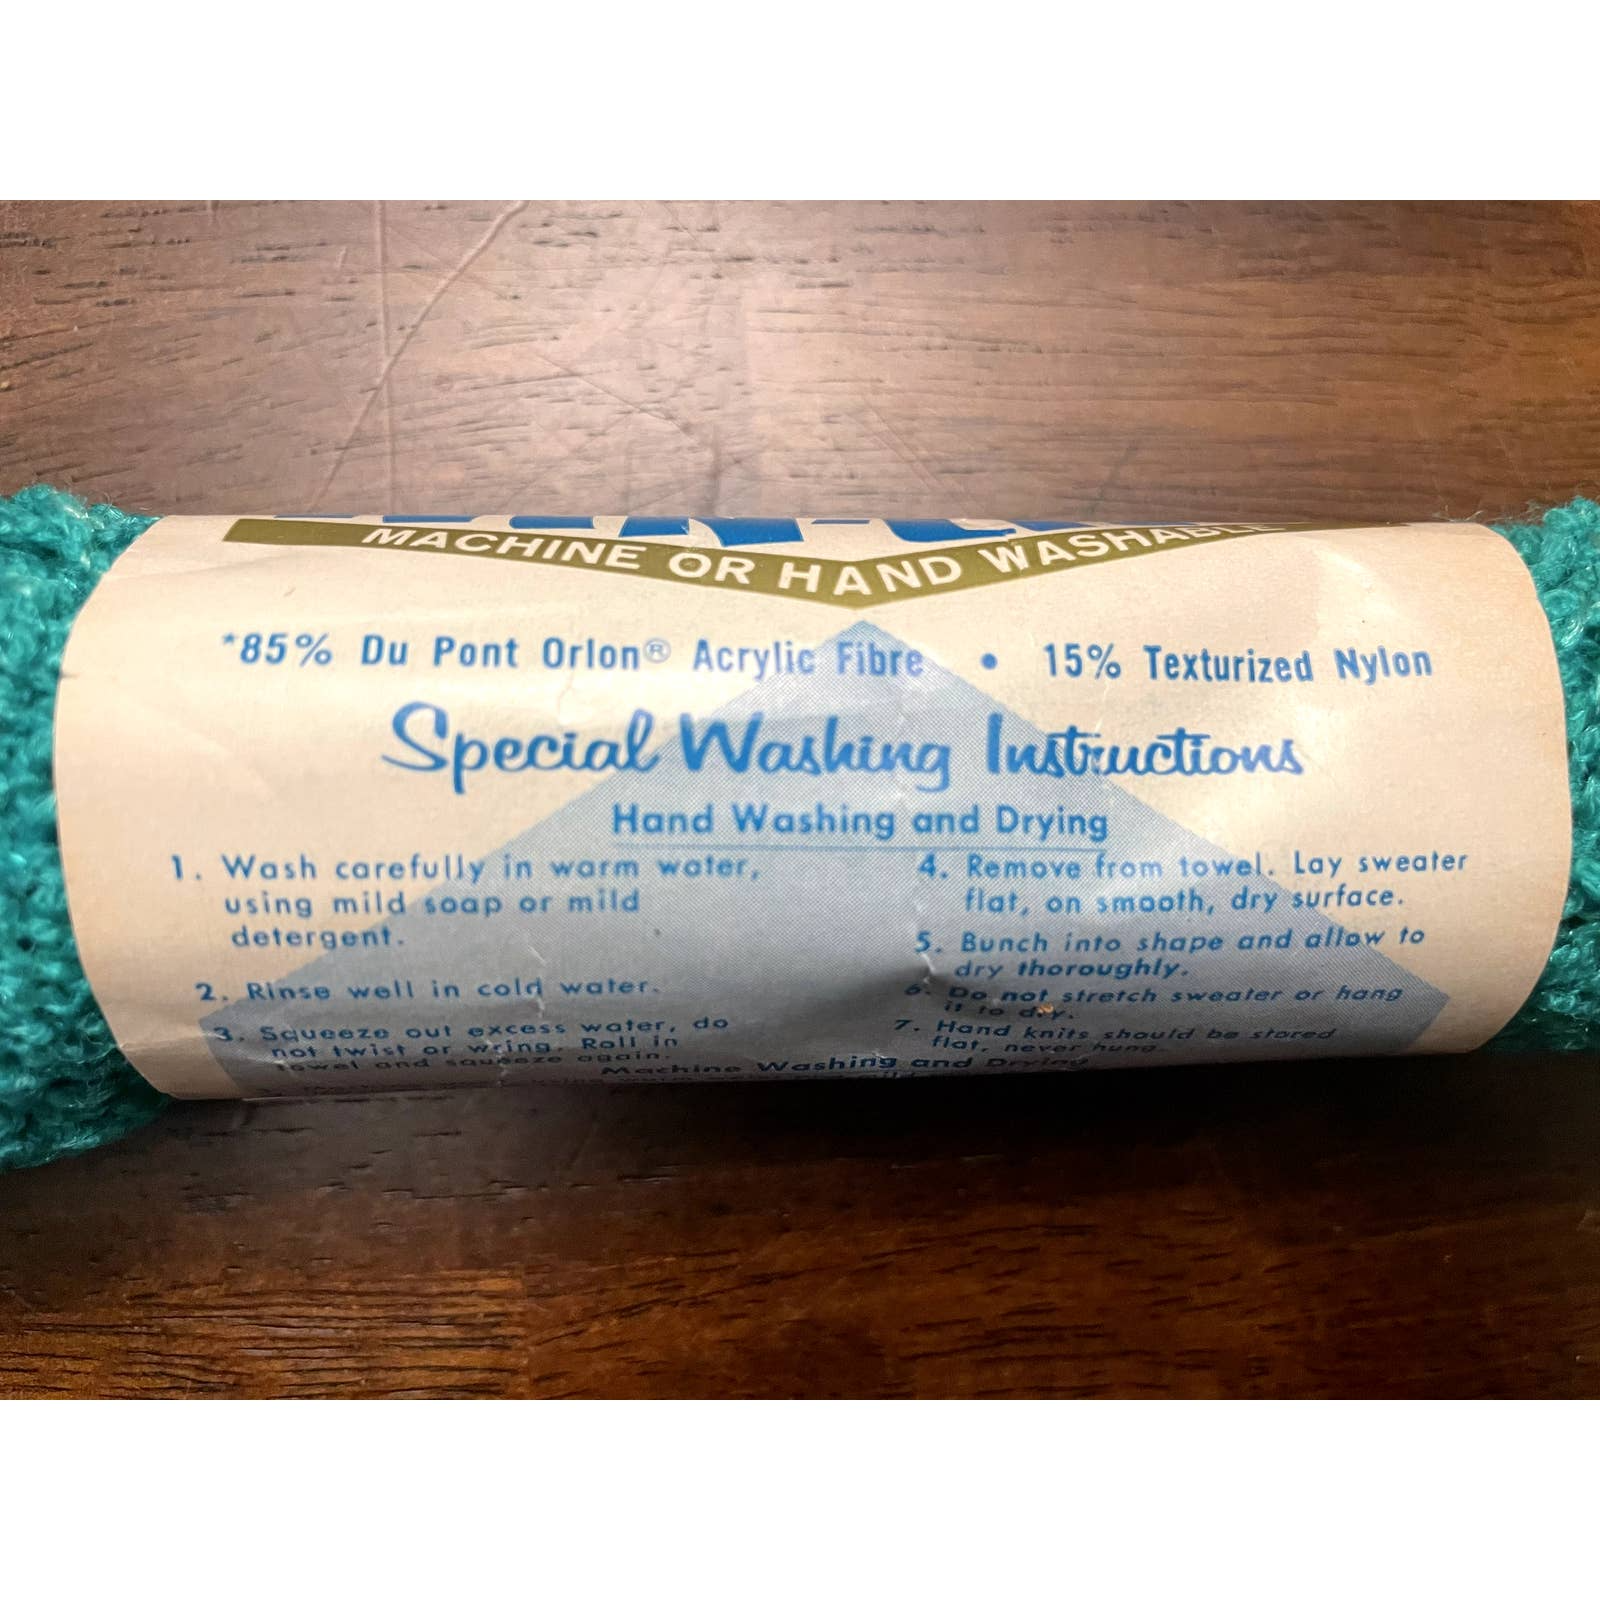 MACHINE OR HAND WASHABLE
*85% Du Pont Orlon® Acrylic Fibre • 15% Texturized Nylon
Special Washing Instructions
Hand Washing and Drying
1. Wash carefully in warm water,
using mild soap or mild
detergent.
2. Rinse well in cold water.
3. Squeeze out excess water, do
not twist or wring. Roll in
towel and squeeze again.
4. Remove from towel. Lay sweater
flat, on smooth, dry surface.
5. Bunch into shape and allow to
dry thoroughly.
6. Do not stretch sweater or hang
it to dry.
7. Hand knits should be stored
flat, never hung.
Machine Washing and Drying